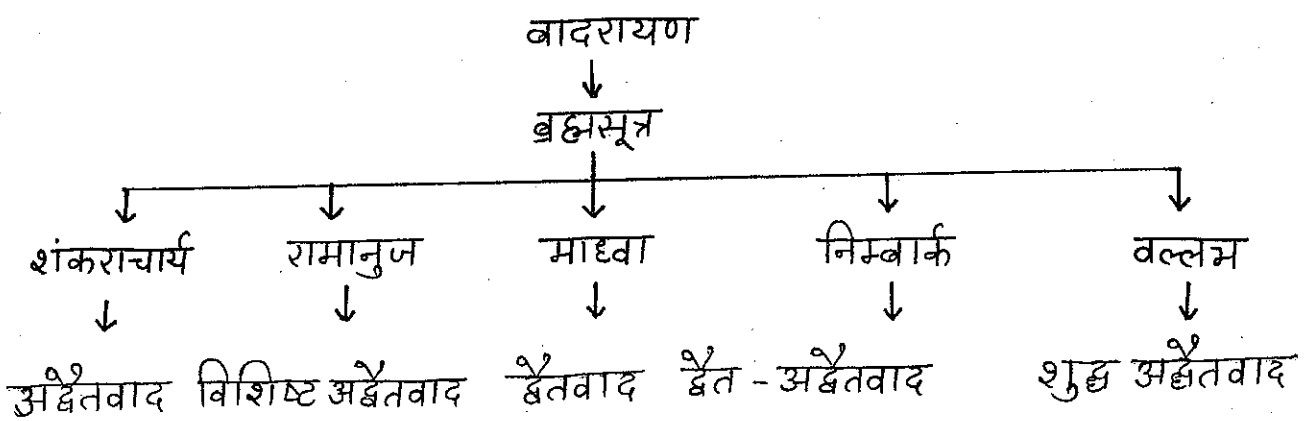 बादरायण
ब्रह्मसूत्र
शंकराचार्य रामानुज माध्वा निम्बार्क वल्लभ
अद्वैतवाद विशिष्ट अद्वैतवाद द्वैतवाद द्वैत - अद्वैतवाद शुद्ध अद्वैतवाद